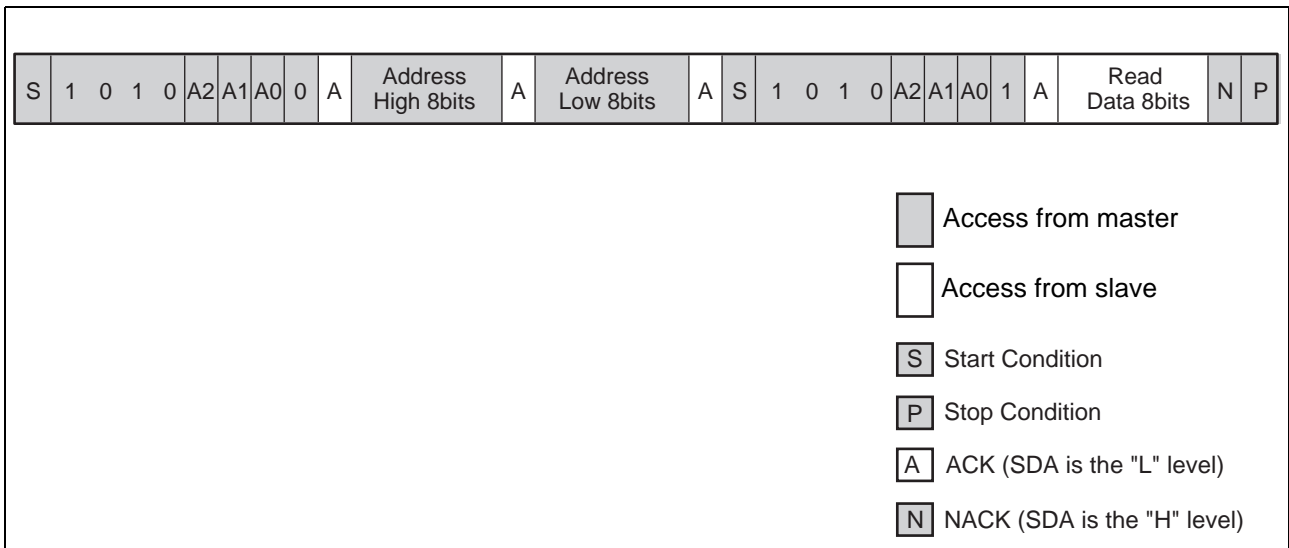 S 1 0 1 0 A2 A1 A0 0 A Address High 8bits A Address Low 8bits A S 1 0 1 0 A2 A1 A0 1 A Read Data 8bits N P
Access from master
Access from slave
S Start Condition
P Stop Condition
A ACK (SDA is the "L" level)
N NACK (SDA is the "H" level)